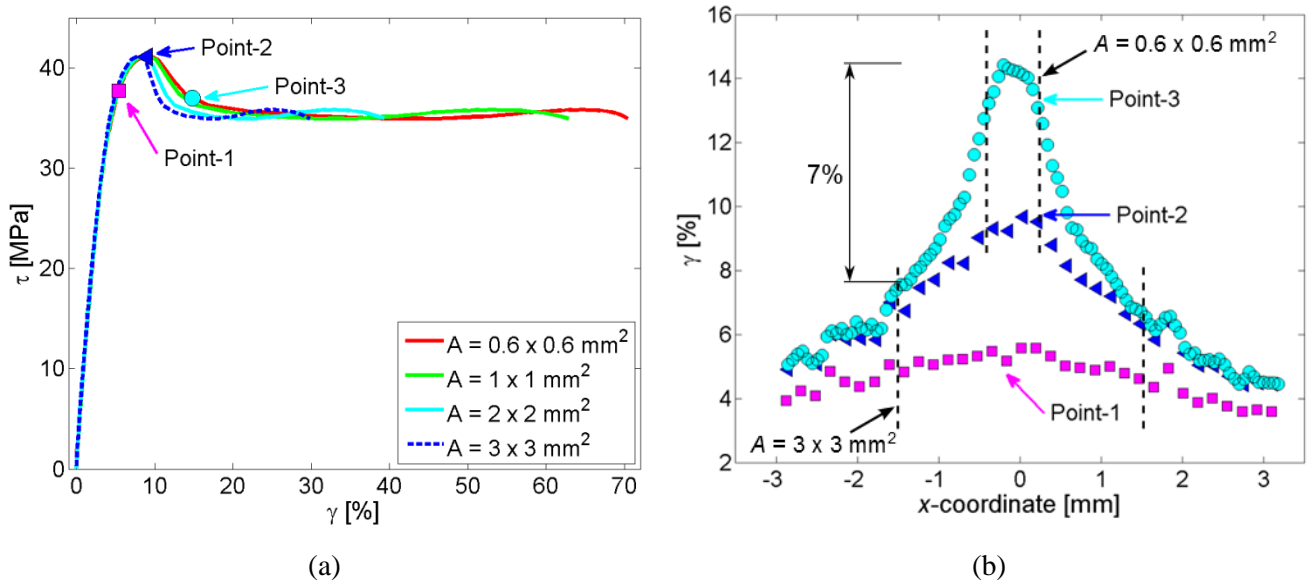 40
30
20
10
0
τ [MPa]
Point-2
Point-3
Point-1
A = 0.6 x 0.6 mm²
A = 1 x 1 mm²
A = 2 x 2 mm²
A = 3 x 3 mm²
0 10 20 30 40 50 60 70
γ [%]
(a)
16
14
12
10
8
6
4
2
γ [%]
A = 0.6 x 0.6 mm²
Point-3
7%
Point-2
Point-1
A = 3 x 3 mm²
-3 -2 -1 0 1 2 3
x-coordinate [mm]
(b)